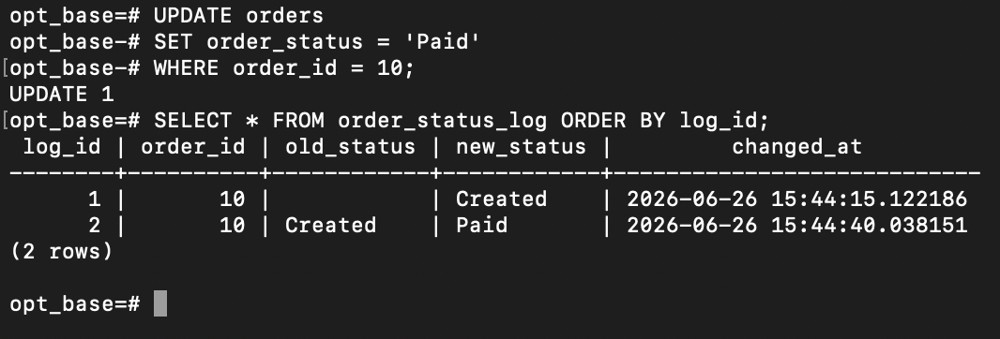 opt_base=# UPDATE orders
opt_base-# SET order_status = 'Paid'
[opt_base-# WHERE order_id = 10;
UPDATE 1
[opt_base=# SELECT * FROM order_status_log ORDER BY log_id;
 log_id | order_id | old_status | new_status |         changed_at
--------+----------+------------+------------+----------------------------
      1 |       10 |            | Created    | 2026-06-26 15:44:15.122186
      2 |       10 | Created    | Paid       | 2026-06-26 15:44:40.038151
(2 rows)
opt_base=#